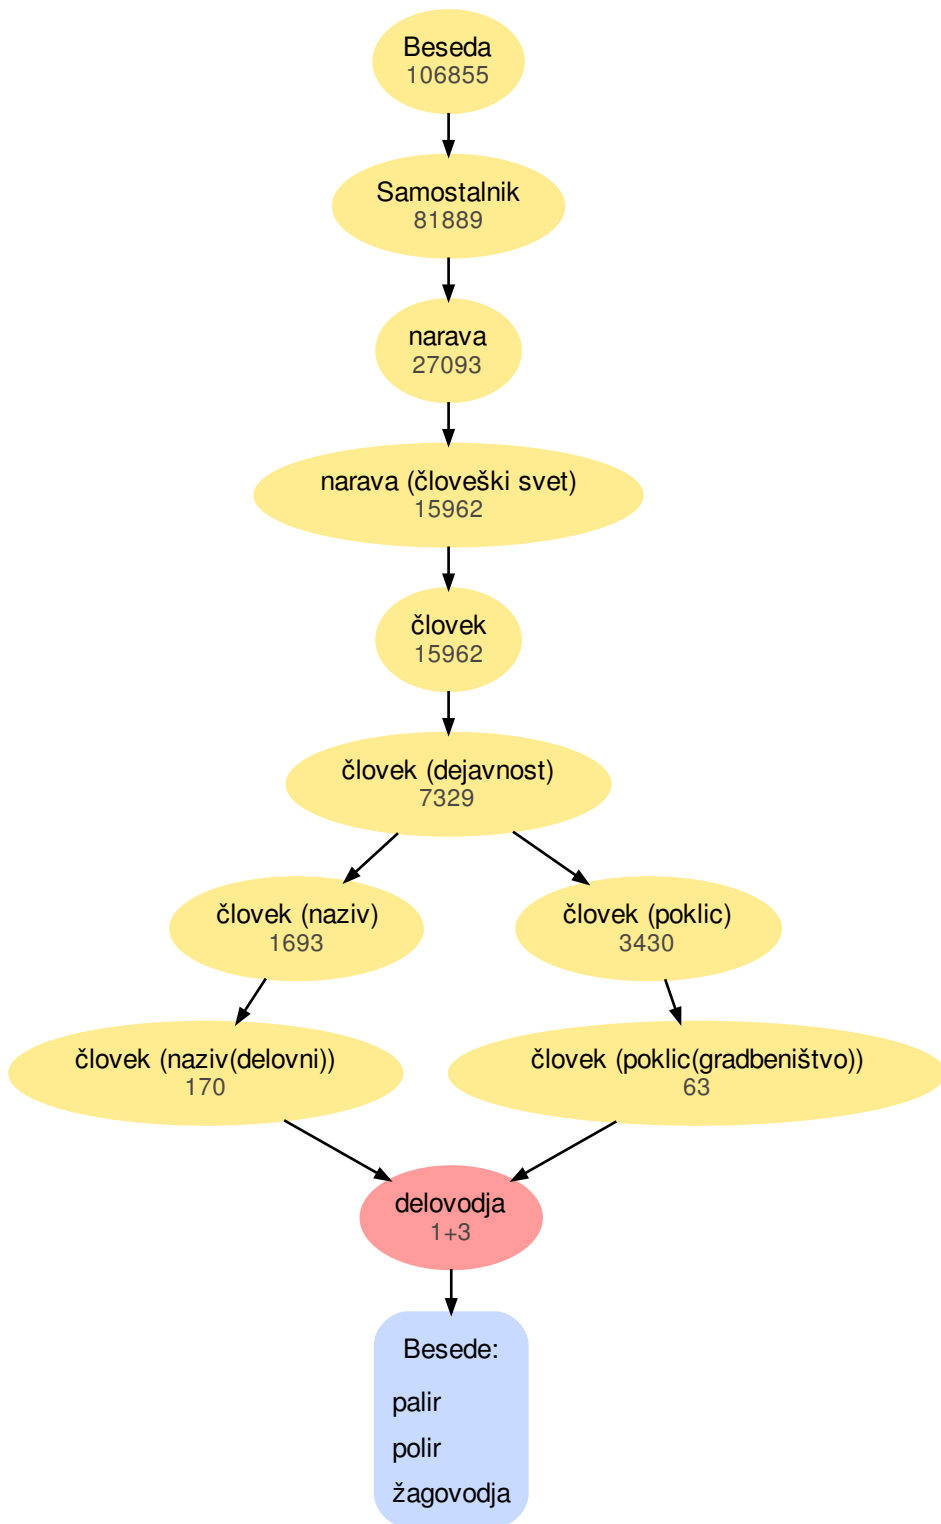 Beseda
106855
Samostalnik
81889
narava
27093
narava (človeški svet)
15962
človek
15962
človek (dejavnost)
7329
človek (naziv)
1693
človek (poklic)
3430
človek (naziv(delovni))
170
človek (poklic(gradbeništvo))
63
delovodja
1+3
Besede:
palir
polir
žagovodja